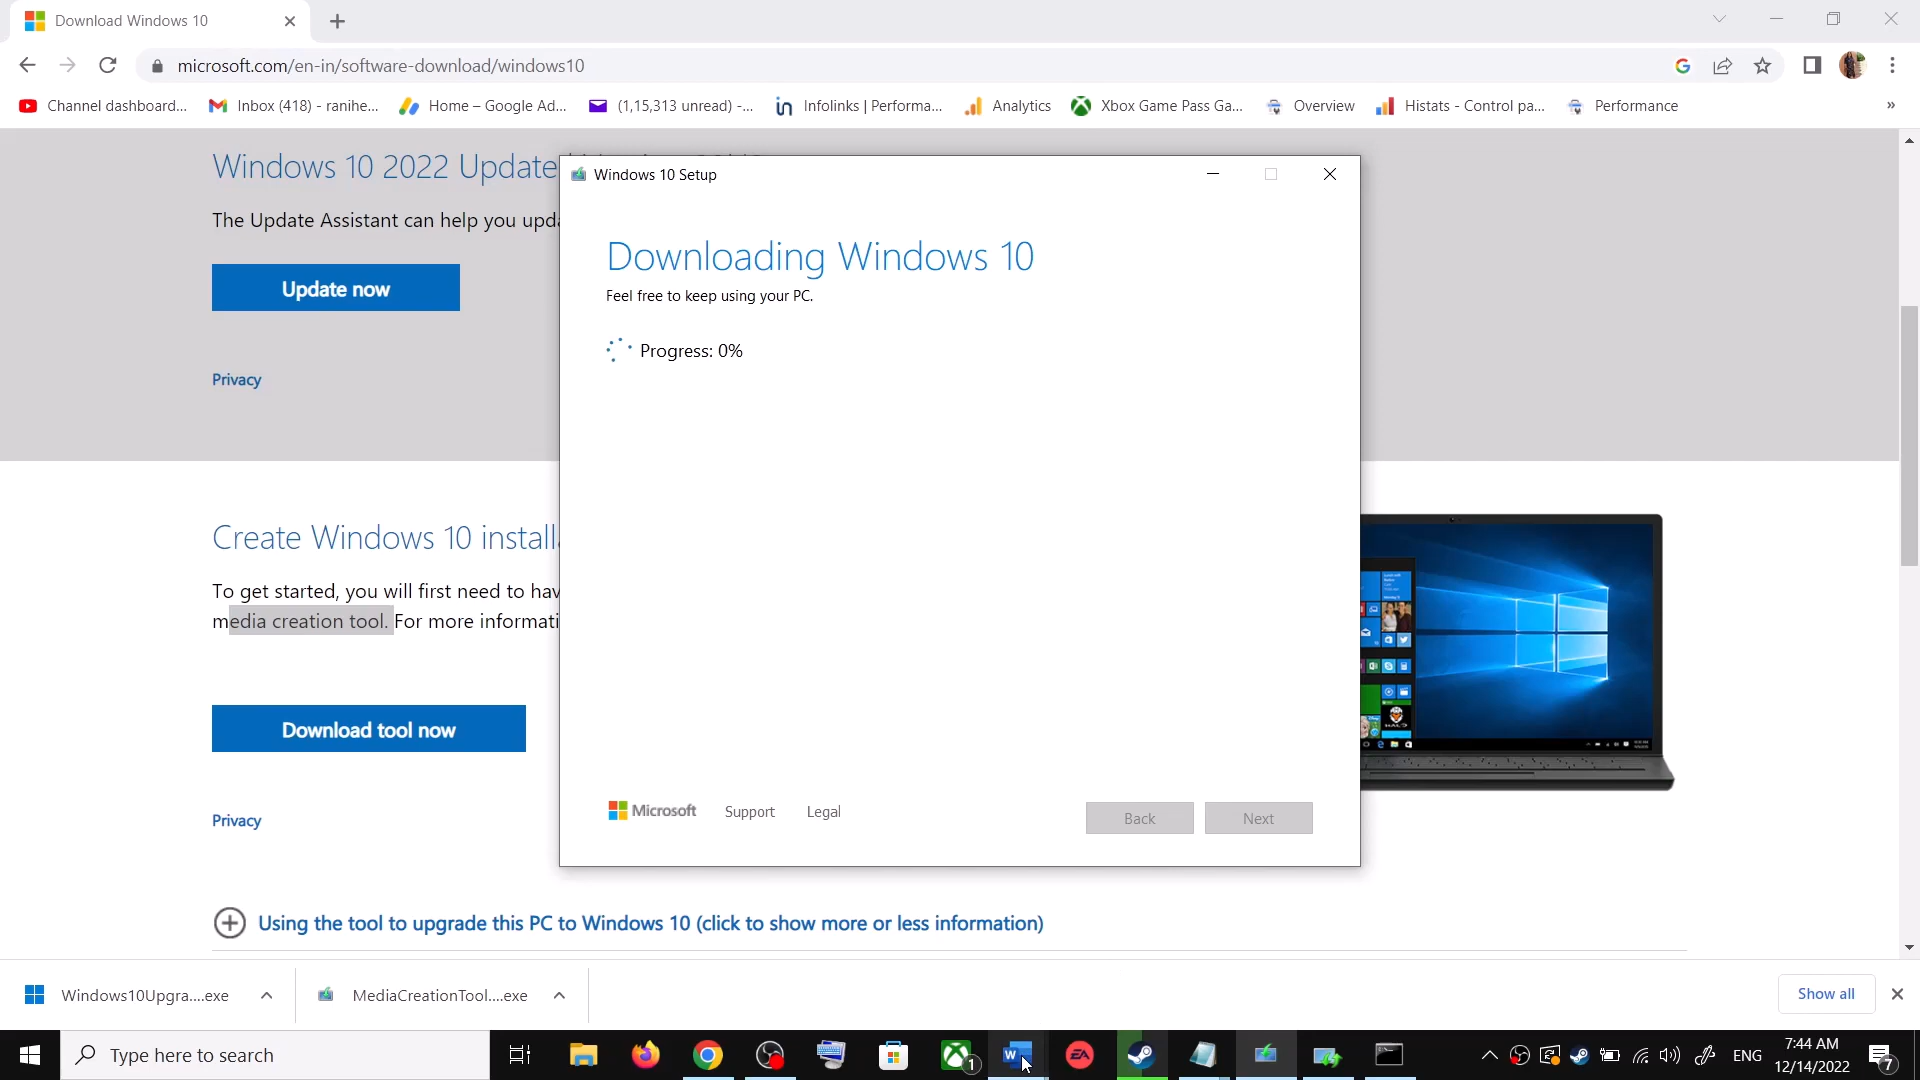 Download Windows 10
microsoft.com/en-in/software-download/windows10
Channel dashboard...
Inbox (418) - ranihe...
Home – Google Ad...
(1,15,313 unread) -...
Infolinks | Performa...
Analytics
Xbox Game Pass Ga...
Overview
Histats - Control pa...
Performance
»
Windows 10 2022 Update
The Update Assistant can help you upda
Update now
Privacy
Windows 10 Setup
Downloading Windows 10
Feel free to keep using your PC.
Progress: 0%
Microsoft
Support
Legal
Back
Next
Create Windows 10 installa
To get started, you will first need to hav
media creation tool. For more informati
Download tool now
Privacy
Using the tool to upgrade this PC to Windows 10 (click to show more or less information)
Windows10Upgra....exe
MediaCreationTool....exe
Show all
Type here to search
1
ENG
7:44 AM
12/14/2022
7